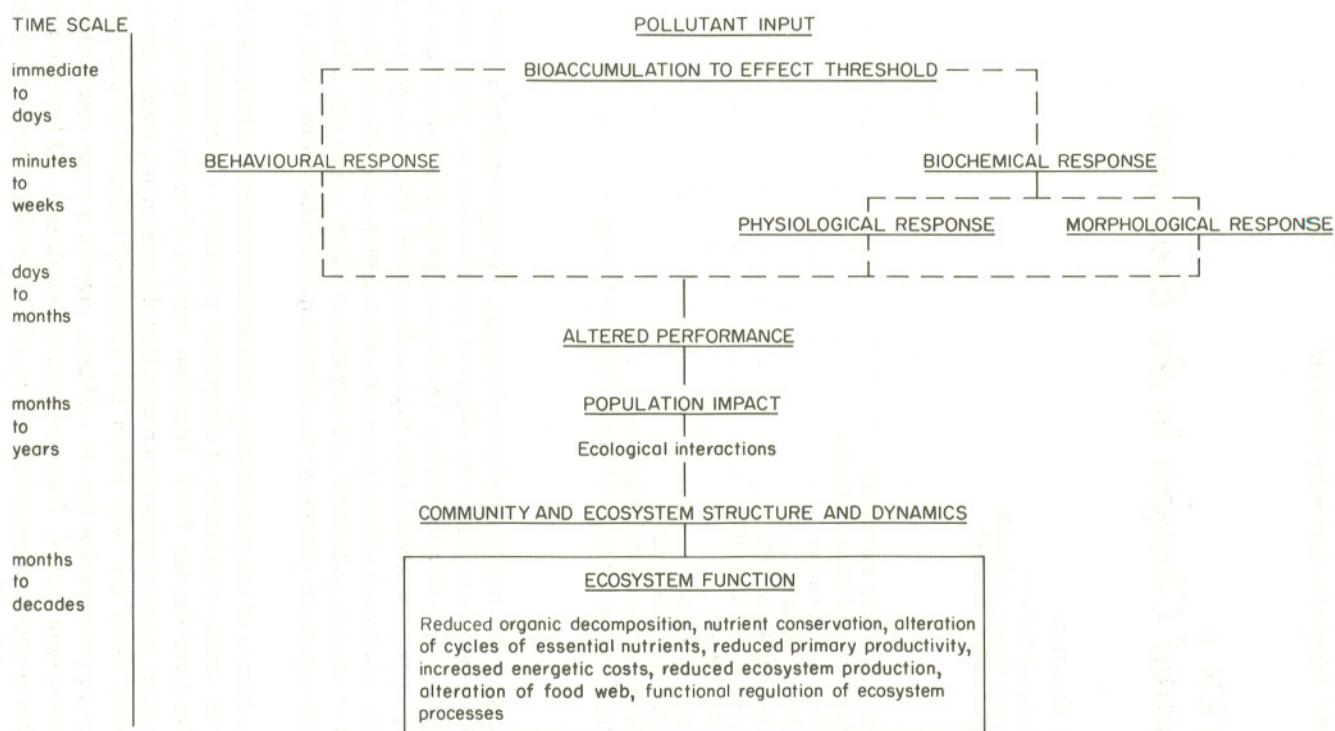 TIME SCALE
POLLUTANT INPUT
immediate
to
days
BIOACCUMULATION TO EFFECT THRESHOLD
minutes
to
weeks
BEHAVIOURAL RESPONSE
BIOCHEMICAL RESPONSE
PHYSIOLOGICAL RESPONSE
MORPHOLOGICAL RESPONSE
days
to
months
ALTERED PERFORMANCE
months
to
years
POPULATION IMPACT
Ecological interactions
COMMUNITY AND ECOSYSTEM STRUCTURE AND DYNAMICS
months
to
decades
ECOSYSTEM FUNCTION
Reduced organic decomposition, nutrient conservation, alteration
of cycles of essential nutrients, reduced primary productivity,
increased energetic costs, reduced ecosystem production,
alteration of food web, functional regulation of ecosystem
processes